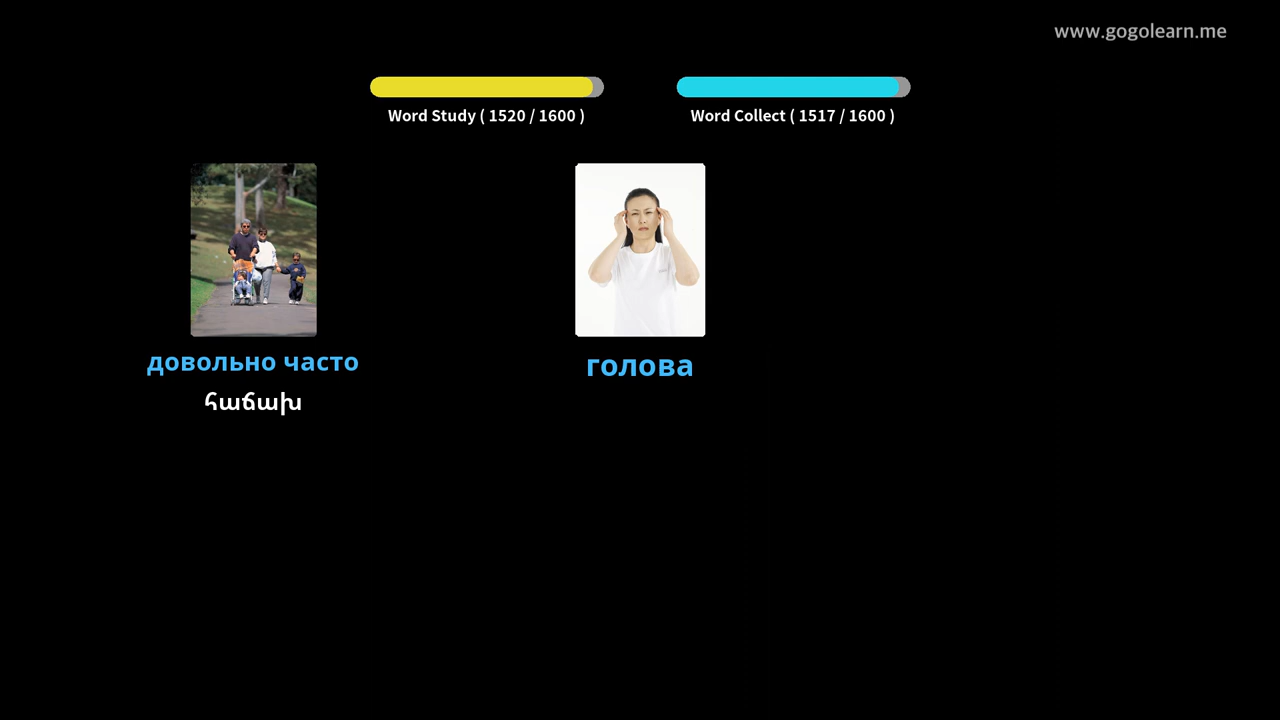 www.gogolearn.me
Word Study ( 1520 / 1600 )
Word Collect ( 1517 / 1600 )
довольно часто
հաճախ
голова